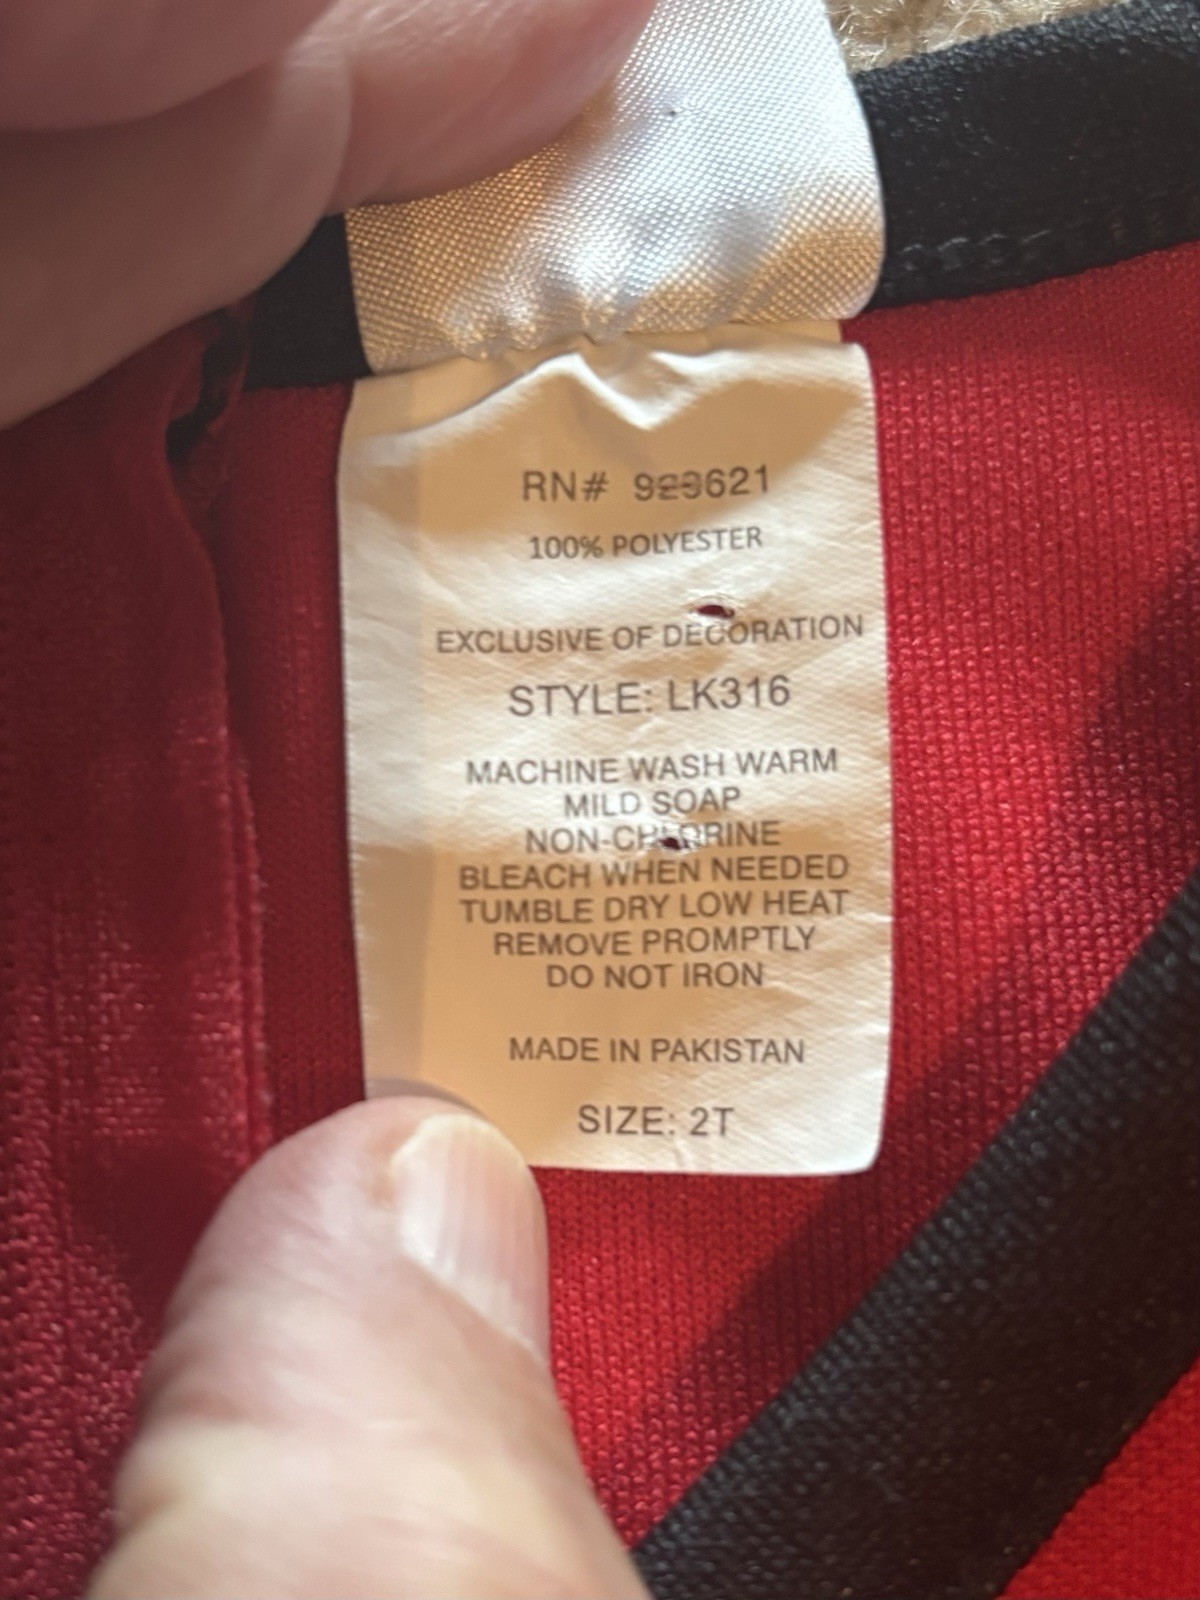 RN# 923621
100% POLYESTER
EXCLUSIVE OF DECORATION
STYLE: LK316
MACHINE WASH WARM
MILD SOAP
NON-CHLORINE
BLEACH WHEN NEEDED
TUMBLE DRY LOW HEAT
REMOVE PROMPTLY
DO NOT IRON
MADE IN PAKISTAN
SIZE: 2T